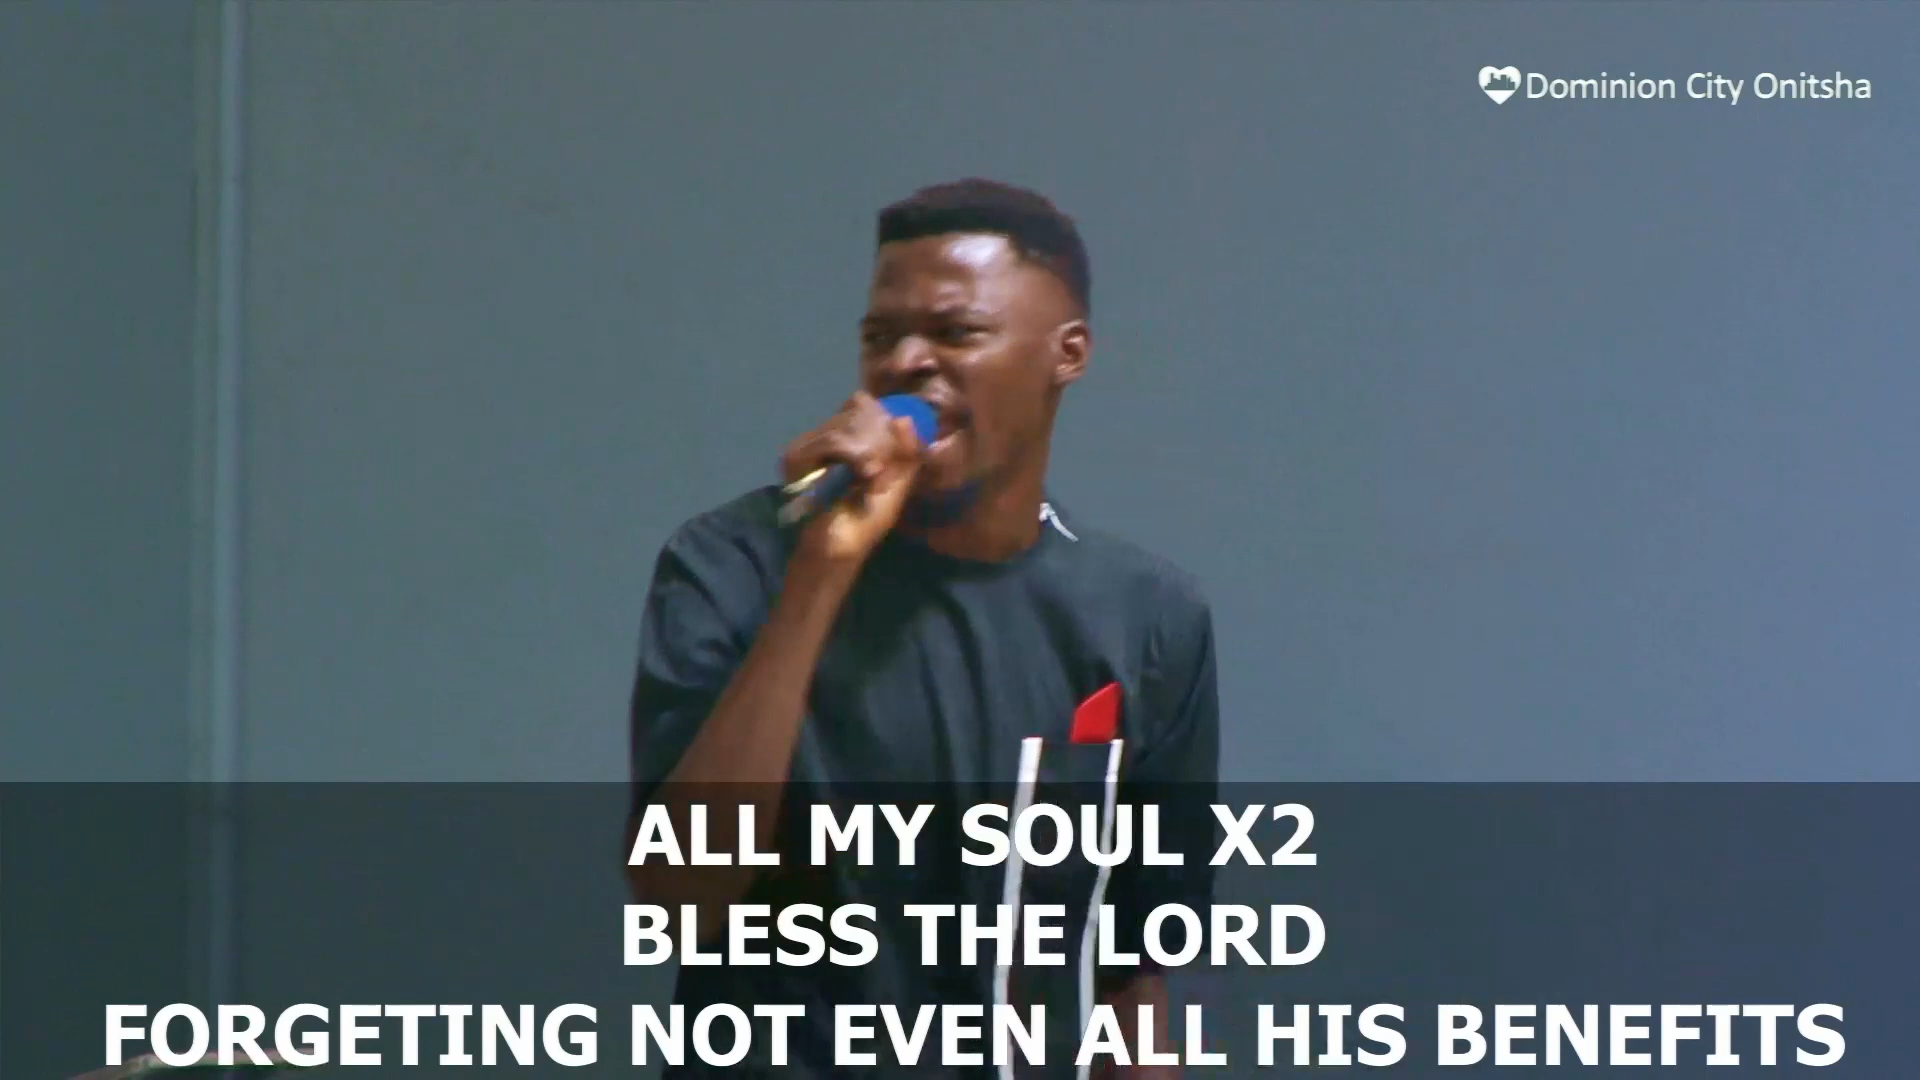 Dominion City Onitsha
ALL MY SOUL X2
BLESS THE LORD
FORGETING NOT EVEN ALL HIS BENEFITS